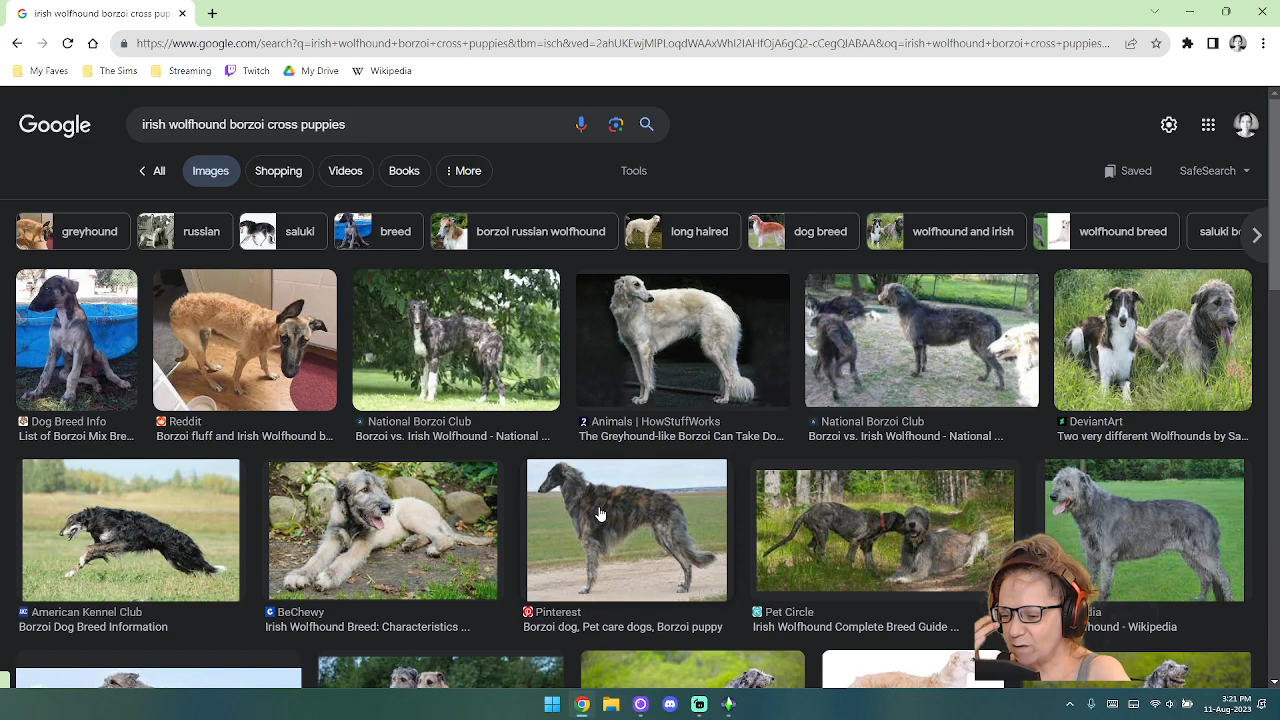 irish wolfhound borzoi cross pup
https://www.google.com/search?q=irish+wolfhound+borzoi+cross+puppies&tbm=isch&ved=2ahUKEwjMlPLoqdWAAxWhI2IAHfOjA6gQ2-cCegQIABAA&oq=irish+wolfhound+borzoi+cross+puppies...
My Faves The Sims Streaming Twitch My Drive Wikipedia
Google irish wolfhound borzoi cross puppies
All Images Shopping Videos Books More Tools Saved SafeSearch
greyhound russian saluki breed borzoi russian wolfhound long haired dog breed wolfhound and irish wolfhound breed saluki bo
Dog Breed Info Reddit National Borzoi Club Animals | HowStuffWorks National Borzoi Club DeviantArt
List of Borzoi Mix Bre... Borzoi fluff and Irish Wolfhound b... Borzoi vs. Irish Wolfhound - National ... The Greyhound-like Borzoi Can Take Do... Borzoi vs. Irish Wolfhound - National ... Two very different Wolfhounds by Sa...
American Kennel Club BeChewy Pinterest Pet Circle
Borzoi Dog Breed Information Irish Wolfhound Breed: Characteristics ... Borzoi dog, Pet care dogs, Borzoi puppy Irish Wolfhound Complete Breed Guide ... hound - Wikipedia
3:21 PM
11-Aug-2023